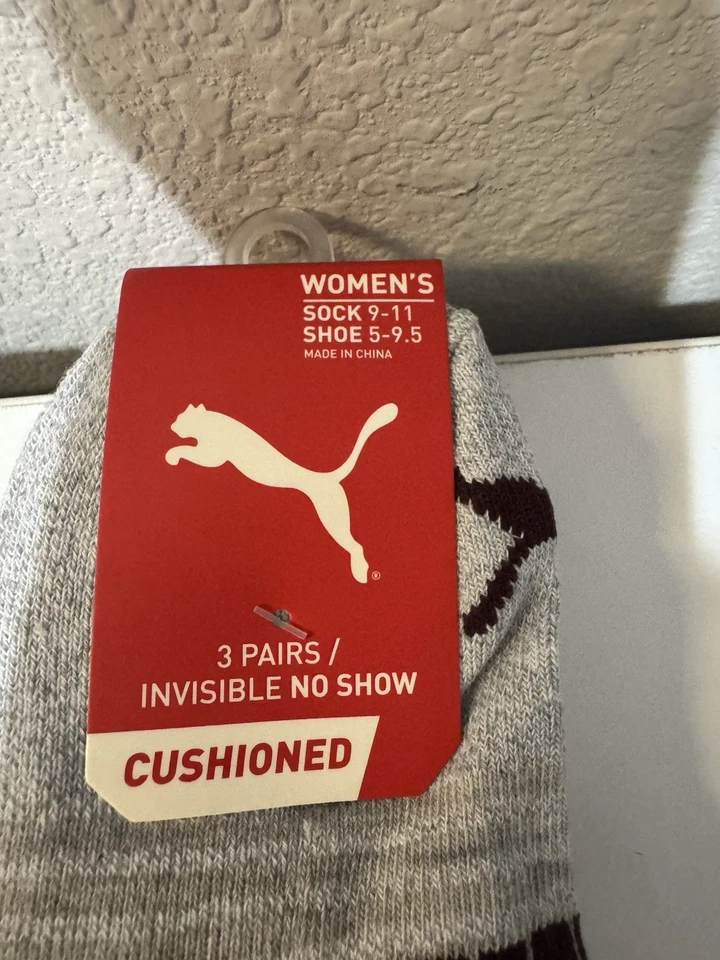 WOMEN'S
SOCK 9-11
SHOE 5-9.5
MADE IN CHINA
®
3 PAIRS /
INVISIBLE NO SHOW
CUSHIONED